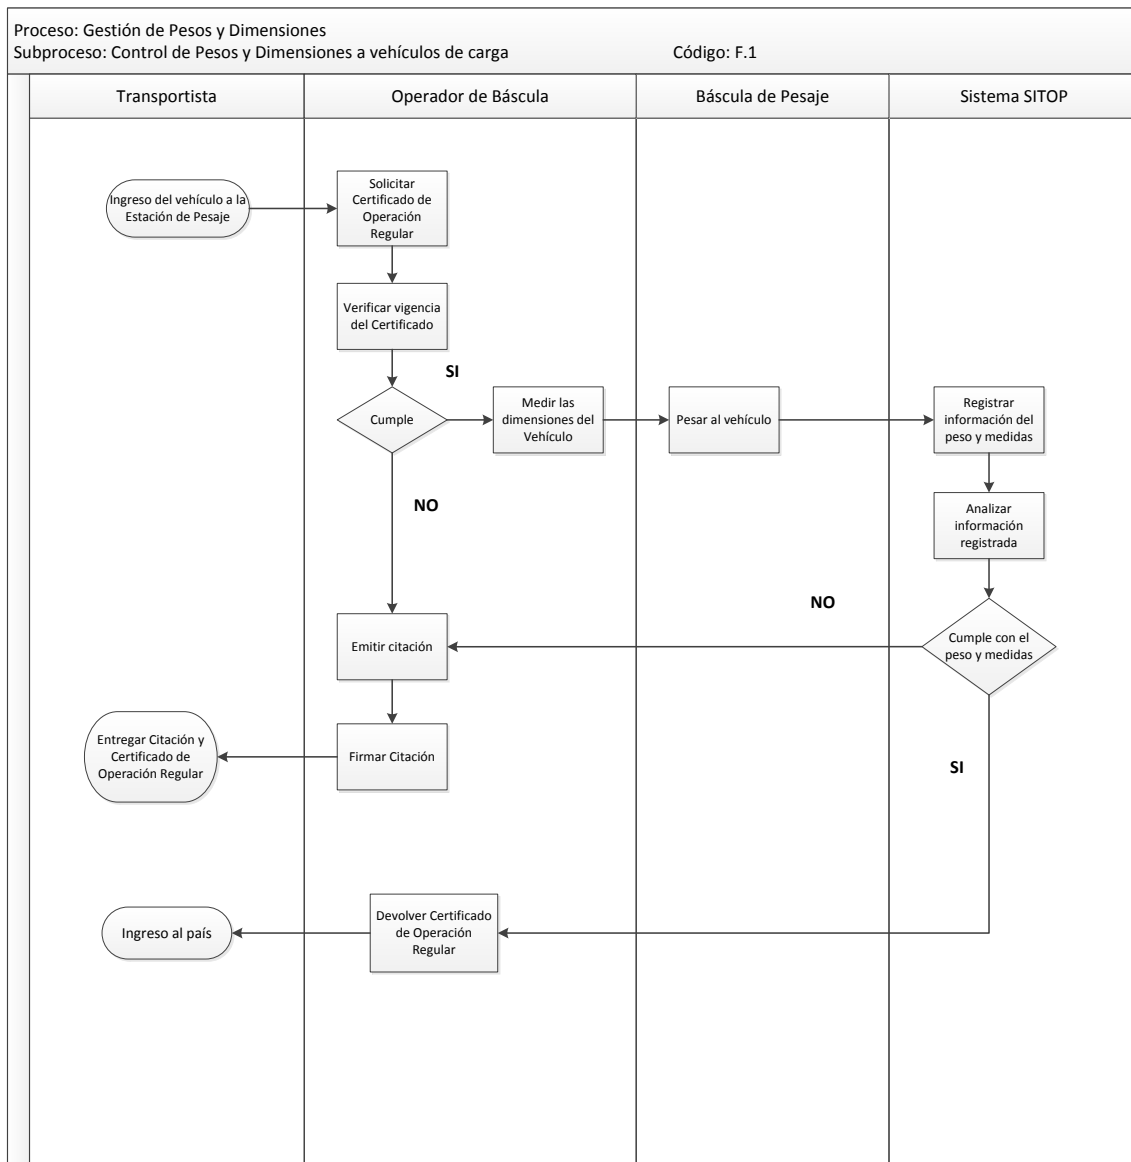 Proceso: Gestión de Pesos y Dimensiones
Subproceso: Control de Pesos y Dimensiones a vehículos de carga Código: F.1
Transportista
Operador de Báscula
Báscula de Pesaje
Sistema SITOP
Ingreso del vehículo a la
Estación de Pesaje
Solicitar
Certificado de
Operación
Regular
Verificar vigencia
del Certificado
SI
Cumple
Medir las
dimensiones del
Vehículo
Pesar al vehículo
Registrar
información del
peso y medidas
NO
Analizar
información
registrada
NO
Emitir citación
Cumple con el
peso y medidas
Entregar Citación y
Certificado de
Operación Regular
Firmar Citación
SI
Ingreso al país
Devolver Certificado
de Operación
Regular